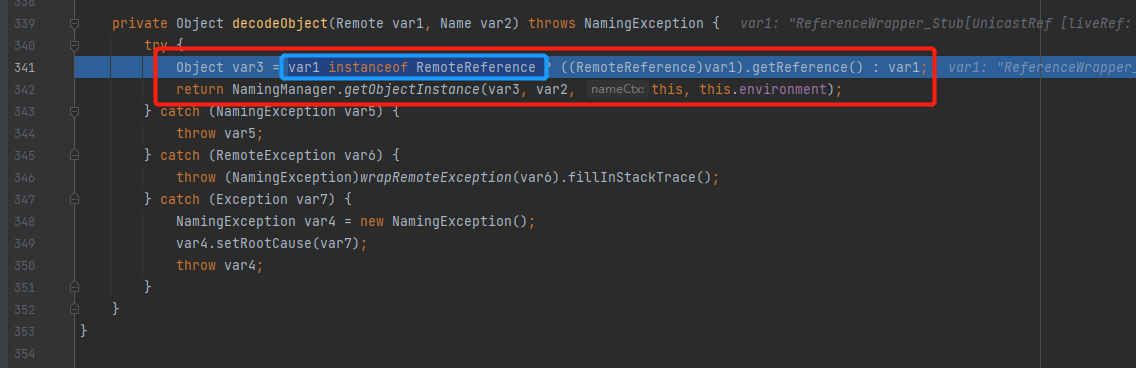 338
339 private Object decodeObject(Remote var1, Name var2) throws NamingException { var1: "ReferenceWrapper_Stub[UnicastRef [liveRef:
340 try {
341 Object var3 = var1 instanceof RemoteReference ? ((RemoteReference)var1).getReference() : var1; var1: "ReferenceWrapper_
342 return NamingManager.getObjectInstance(var3, var2, nameCtx: this, this.environment);
343 } catch (NamingException var5) {
344 throw var5;
345 } catch (RemoteException var6) {
346 throw (NamingException)wrapRemoteException(var6).fillInStackTrace();
347 } catch (Exception var7) {
348 NamingException var4 = new NamingException();
349 var4.setRootCause(var7);
350 throw var4;
351 }
352 }
353 }
354